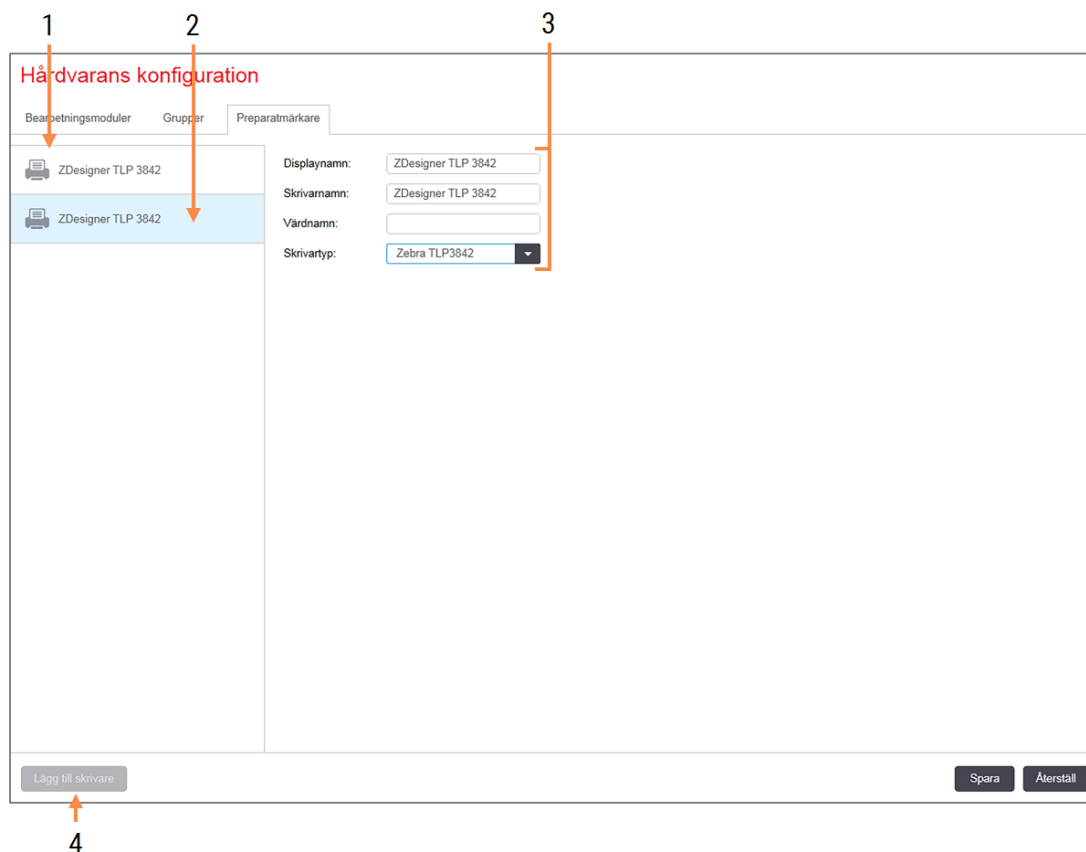 1 2 3
Hårdvarans konfiguration
Bearbetningsmoduler Grupper Preparatmärkare
ZDesigner TLP 3842
ZDesigner TLP 3842
Displaynamn: ZDesigner TLP 3842
Skrivarnamn: ZDesigner TLP 3842
Värdnamn:
Skrivartyp: Zebra TLP3842
Lägg till skrivare Spara Återställ
4